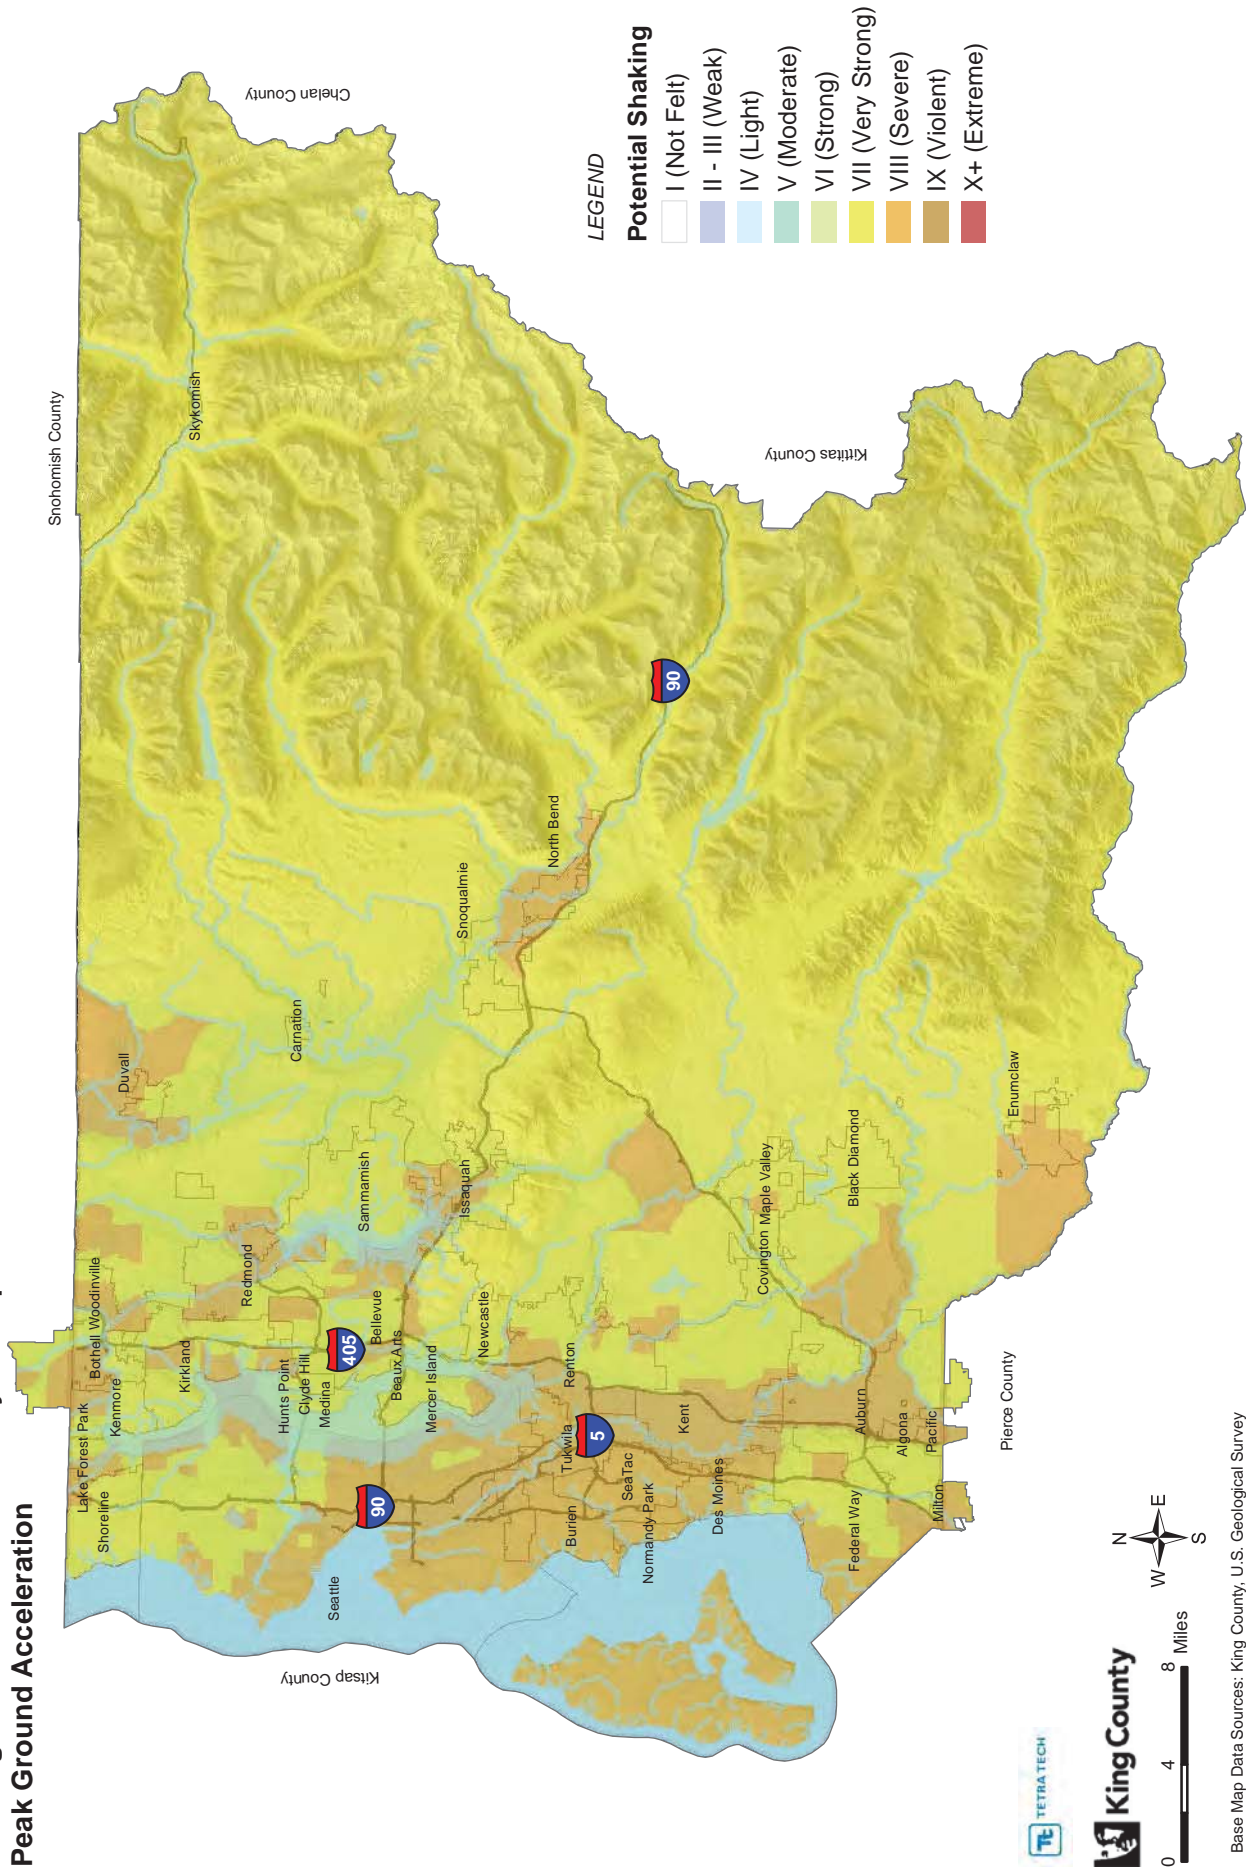 Peak Ground Acceleration
Snohomish County
Chelan County
Kittitas County
Pierce County
Kitsap County
Skykomish
Duvall
Carnation
Snoqualmie
North Bend
90
Bothell Woodinville
Lake Forest Park
Kenmore
Shoreline
Kirkland
Redmond
Sammamish
Issaquah
Hunts Point
Clyde Hill
Medina
405
Bellevue
Beaux Arts
Mercer Island
Newcastle
Seattle
90
Renton
Tukwila
5
Burien
SeaTac
Normandy Park
Kent
Des Moines
Covington Maple Valley
Black Diamond
Enumclaw
Auburn
Algona
Pacific
Federal Way
Milton
LEGEND
Potential Shaking
I (Not Felt)
II - III (Weak)
IV (Light)
V (Moderate)
VI (Strong)
VII (Very Strong)
VIII (Severe)
IX (Violent)
X+ (Extreme)
N
W E
S
Tt TETRA TECH
King County
0 4 8
Miles
Base Map Data Sources: King County, U.S. Geological Survey